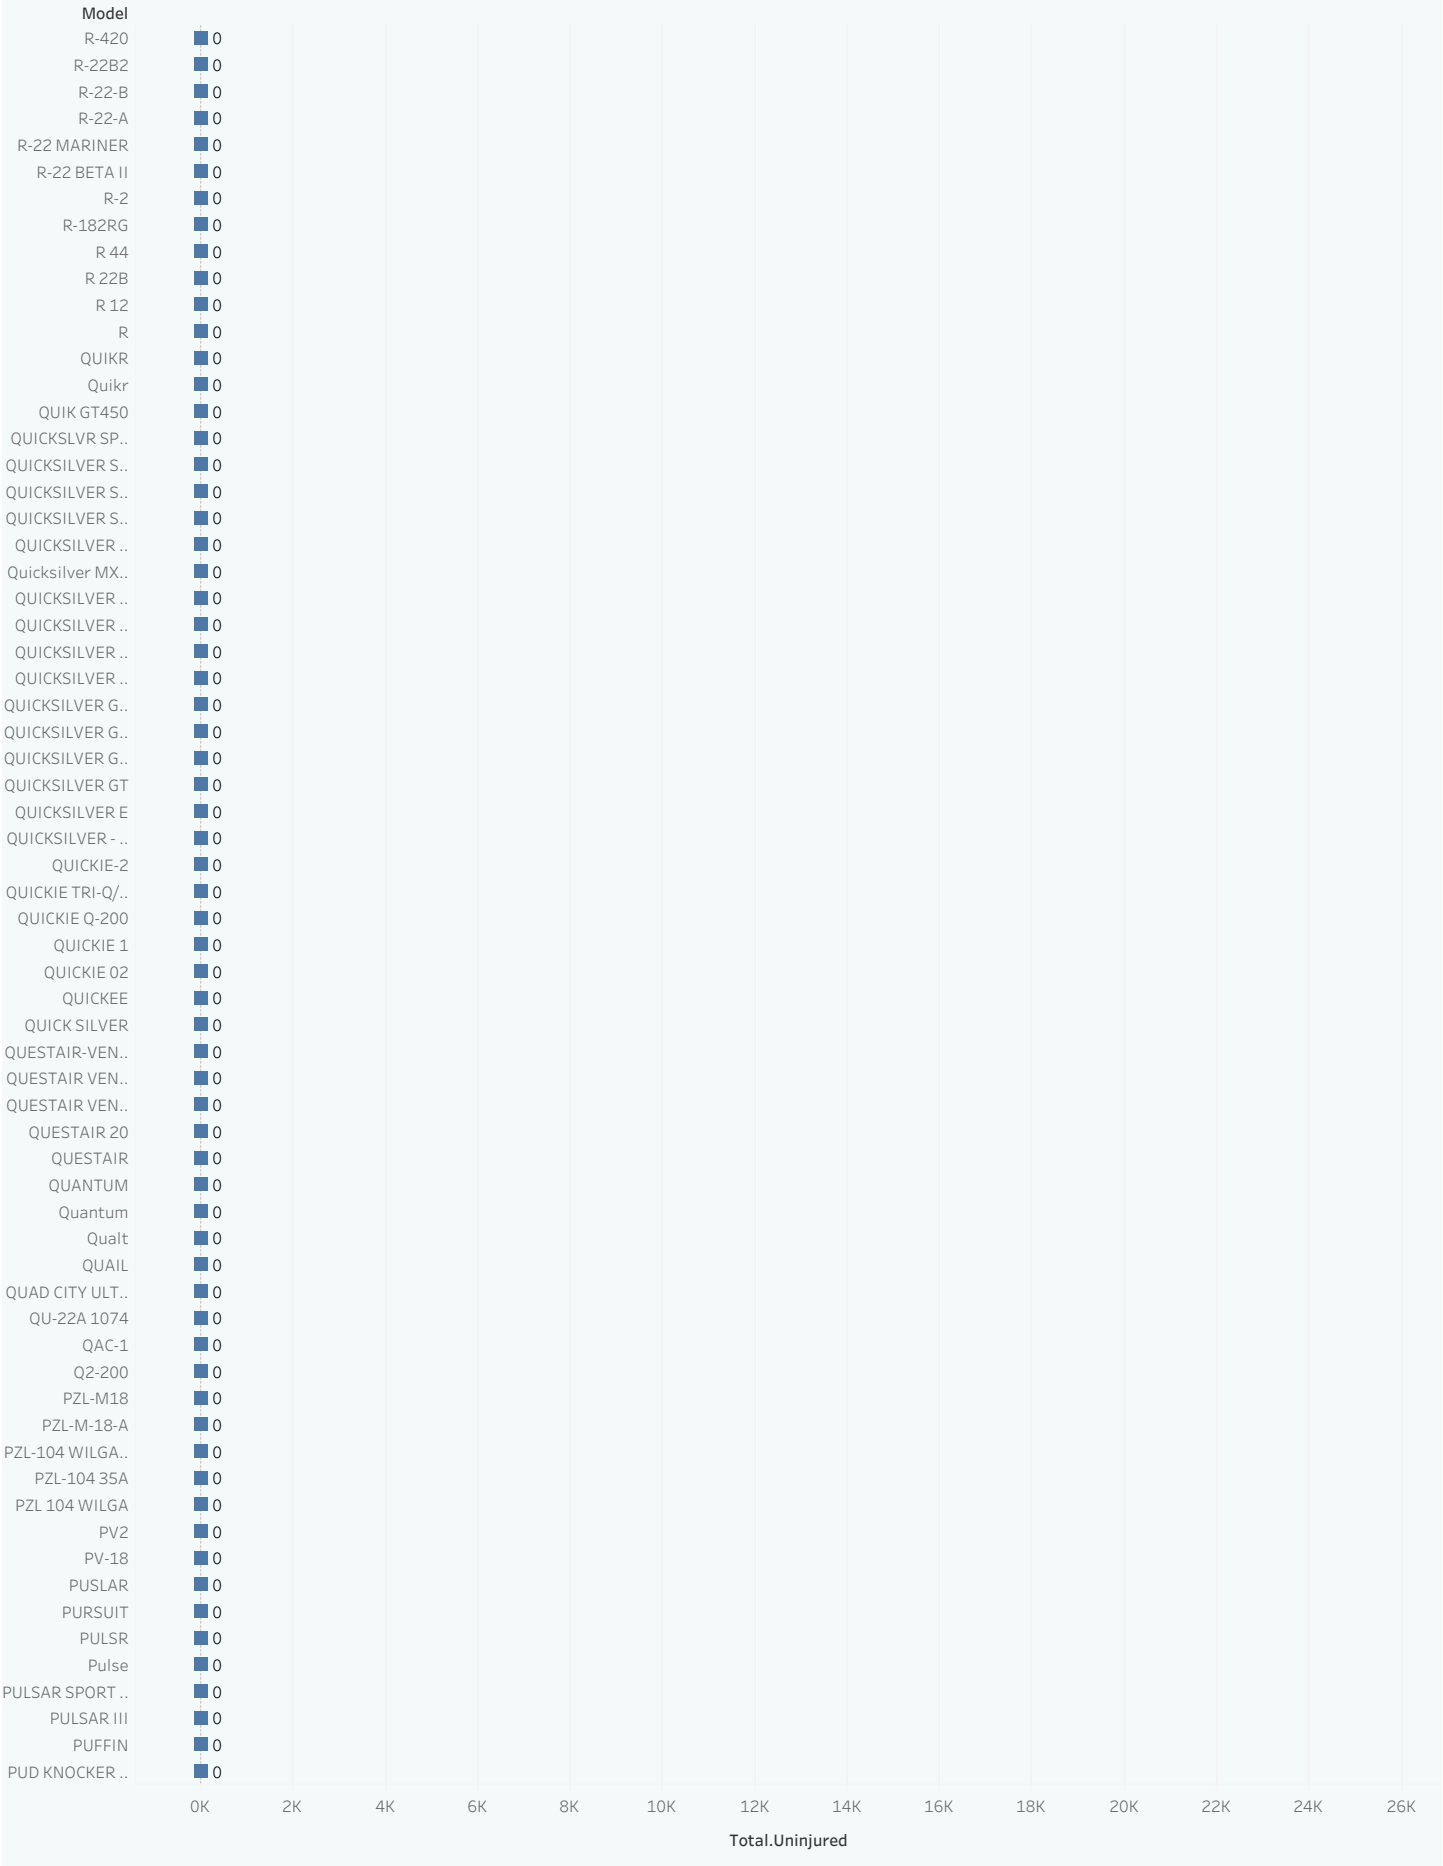 Model
R-420 0
R-22B2 0
R-22-B 0
R-22-A 0
R-22 MARINER 0
R-22 BETA II 0
R-2 0
R-182RG 0
R 44 0
R 22B 0
R 12 0
R 0
QUIKR 0
Quikr 0
QUIK GT450 0
QUICKSLVR SP.. 0
QUICKSILVER S.. 0
QUICKSILVER S.. 0
QUICKSILVER S.. 0
QUICKSILVER .. 0
Quicksilver MX.. 0
QUICKSILVER .. 0
QUICKSILVER .. 0
QUICKSILVER .. 0
QUICKSILVER .. 0
QUICKSILVER G.. 0
QUICKSILVER G.. 0
QUICKSILVER G.. 0
QUICKSILVER GT 0
QUICKSILVER E 0
QUICKSILVER - .. 0
QUICKIE-2 0
QUICKIE TRI-Q/.. 0
QUICKIE Q-200 0
QUICKIE 1 0
QUICKIE 02 0
QUICKEE 0
QUICK SILVER 0
QUESTAIR-VEN.. 0
QUESTAIR VEN.. 0
QUESTAIR VEN.. 0
QUESTAIR 20 0
QUESTAIR 0
QUANTUM 0
Quantum 0
Qualt 0
QUAIL 0
QUAD CITY ULT.. 0
QU-22A 1074 0
QAC-1 0
Q2-200 0
PZL-M18 0
PZL-M-18-A 0
PZL-104 WILGA.. 0
PZL-104 35A 0
PZL 104 WILGA 0
PV2 0
PV-18 0
PUSLAR 0
PURSUIT 0
PULSR 0
Pulse 0
PULSAR SPORT .. 0
PULSAR III 0
PUFFIN 0
PUD KNOCKER .. 0
0K 2K 4K 6K 8K 10K 12K 14K 16K 18K 20K 22K 24K 26K
Total.Uninjured